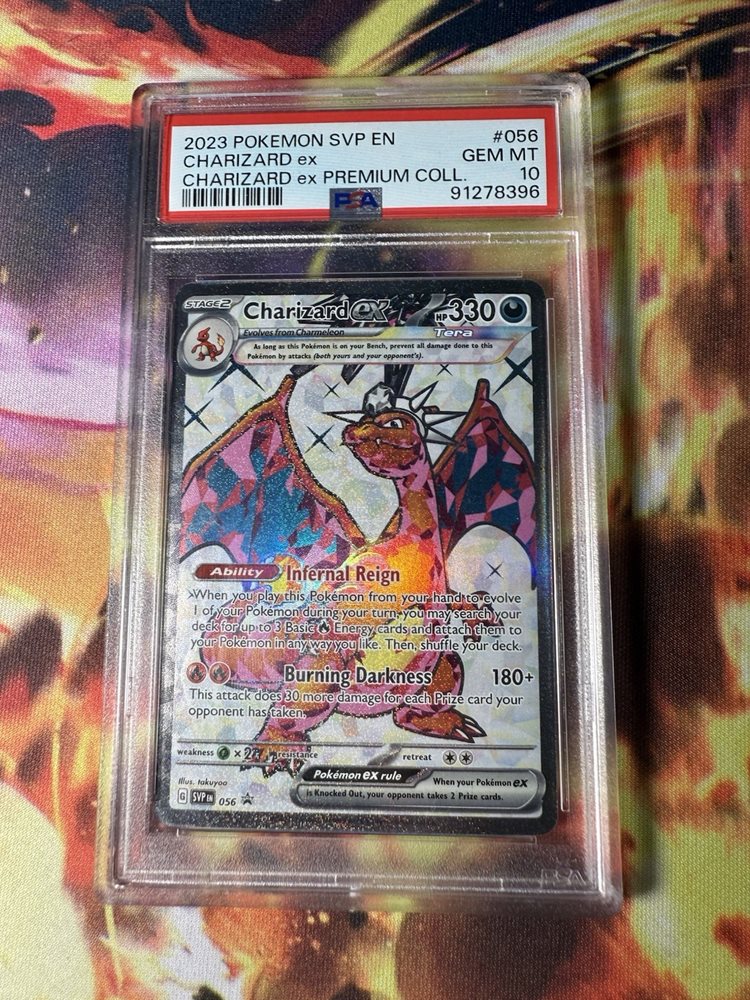 2023 POKEMON SVP EN #056
CHARIZARD ex GEM MT
CHARIZARD ex PREMIUM COLL. 10
PSA 91278396
STAGE2 Charizard ex HP 330
Evolves from Charmeleon Tera
As long as this Pokémon is on your Bench, prevent all damage done to this
Pokémon by attacks (both yours and your opponent's).
Ability Infernal Reign
When you play this Pokémon from your hand to evolve
1 of your Pokémon during your turn, you may search your
deck for up to 3 Basic Energy cards and attach them to
your Pokémon in any way you like. Then, shuffle your deck.
Burning Darkness 180+
This attack does 30 more damage for each Prize card your
opponent has taken.
weakness ×2 resistance retreat
Pokémon ex rule When your Pokémon ex
is Knocked Out, your opponent takes 2 Prize cards.
Illus. takuyoa
G SVP EN 056
PSA